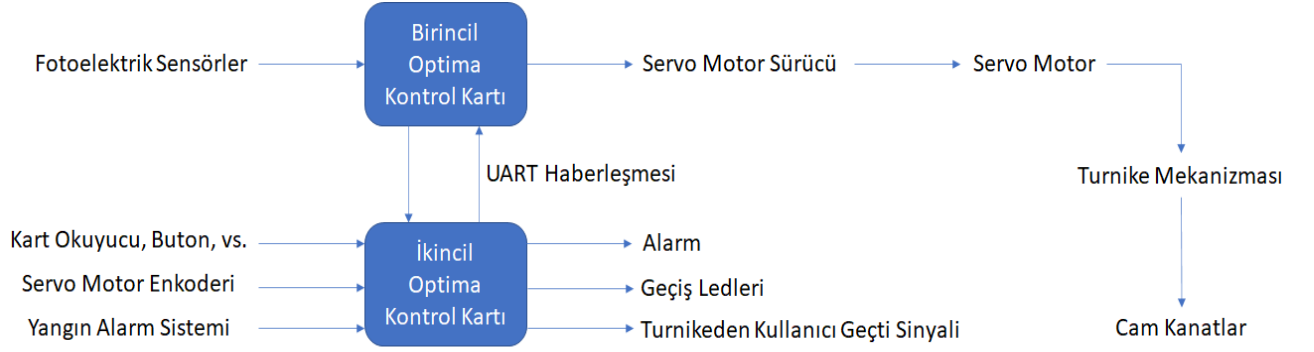 Birincil
Optima
Kontrol Kartı
Fotoelektrik Sensörler
Servo Motor Sürücü
Servo Motor
UART Haberleşmesi
Turnike Mekanizması
Kart Okuyucu, Buton, vs.
Servo Motor Enkoderi
Yangın Alarm Sistemi
İkincil
Optima
Kontrol Kartı
Alarm
Geçiş Ledleri
Turnikeden Kullanıcı Geçti Sinyali
Cam Kanatlar